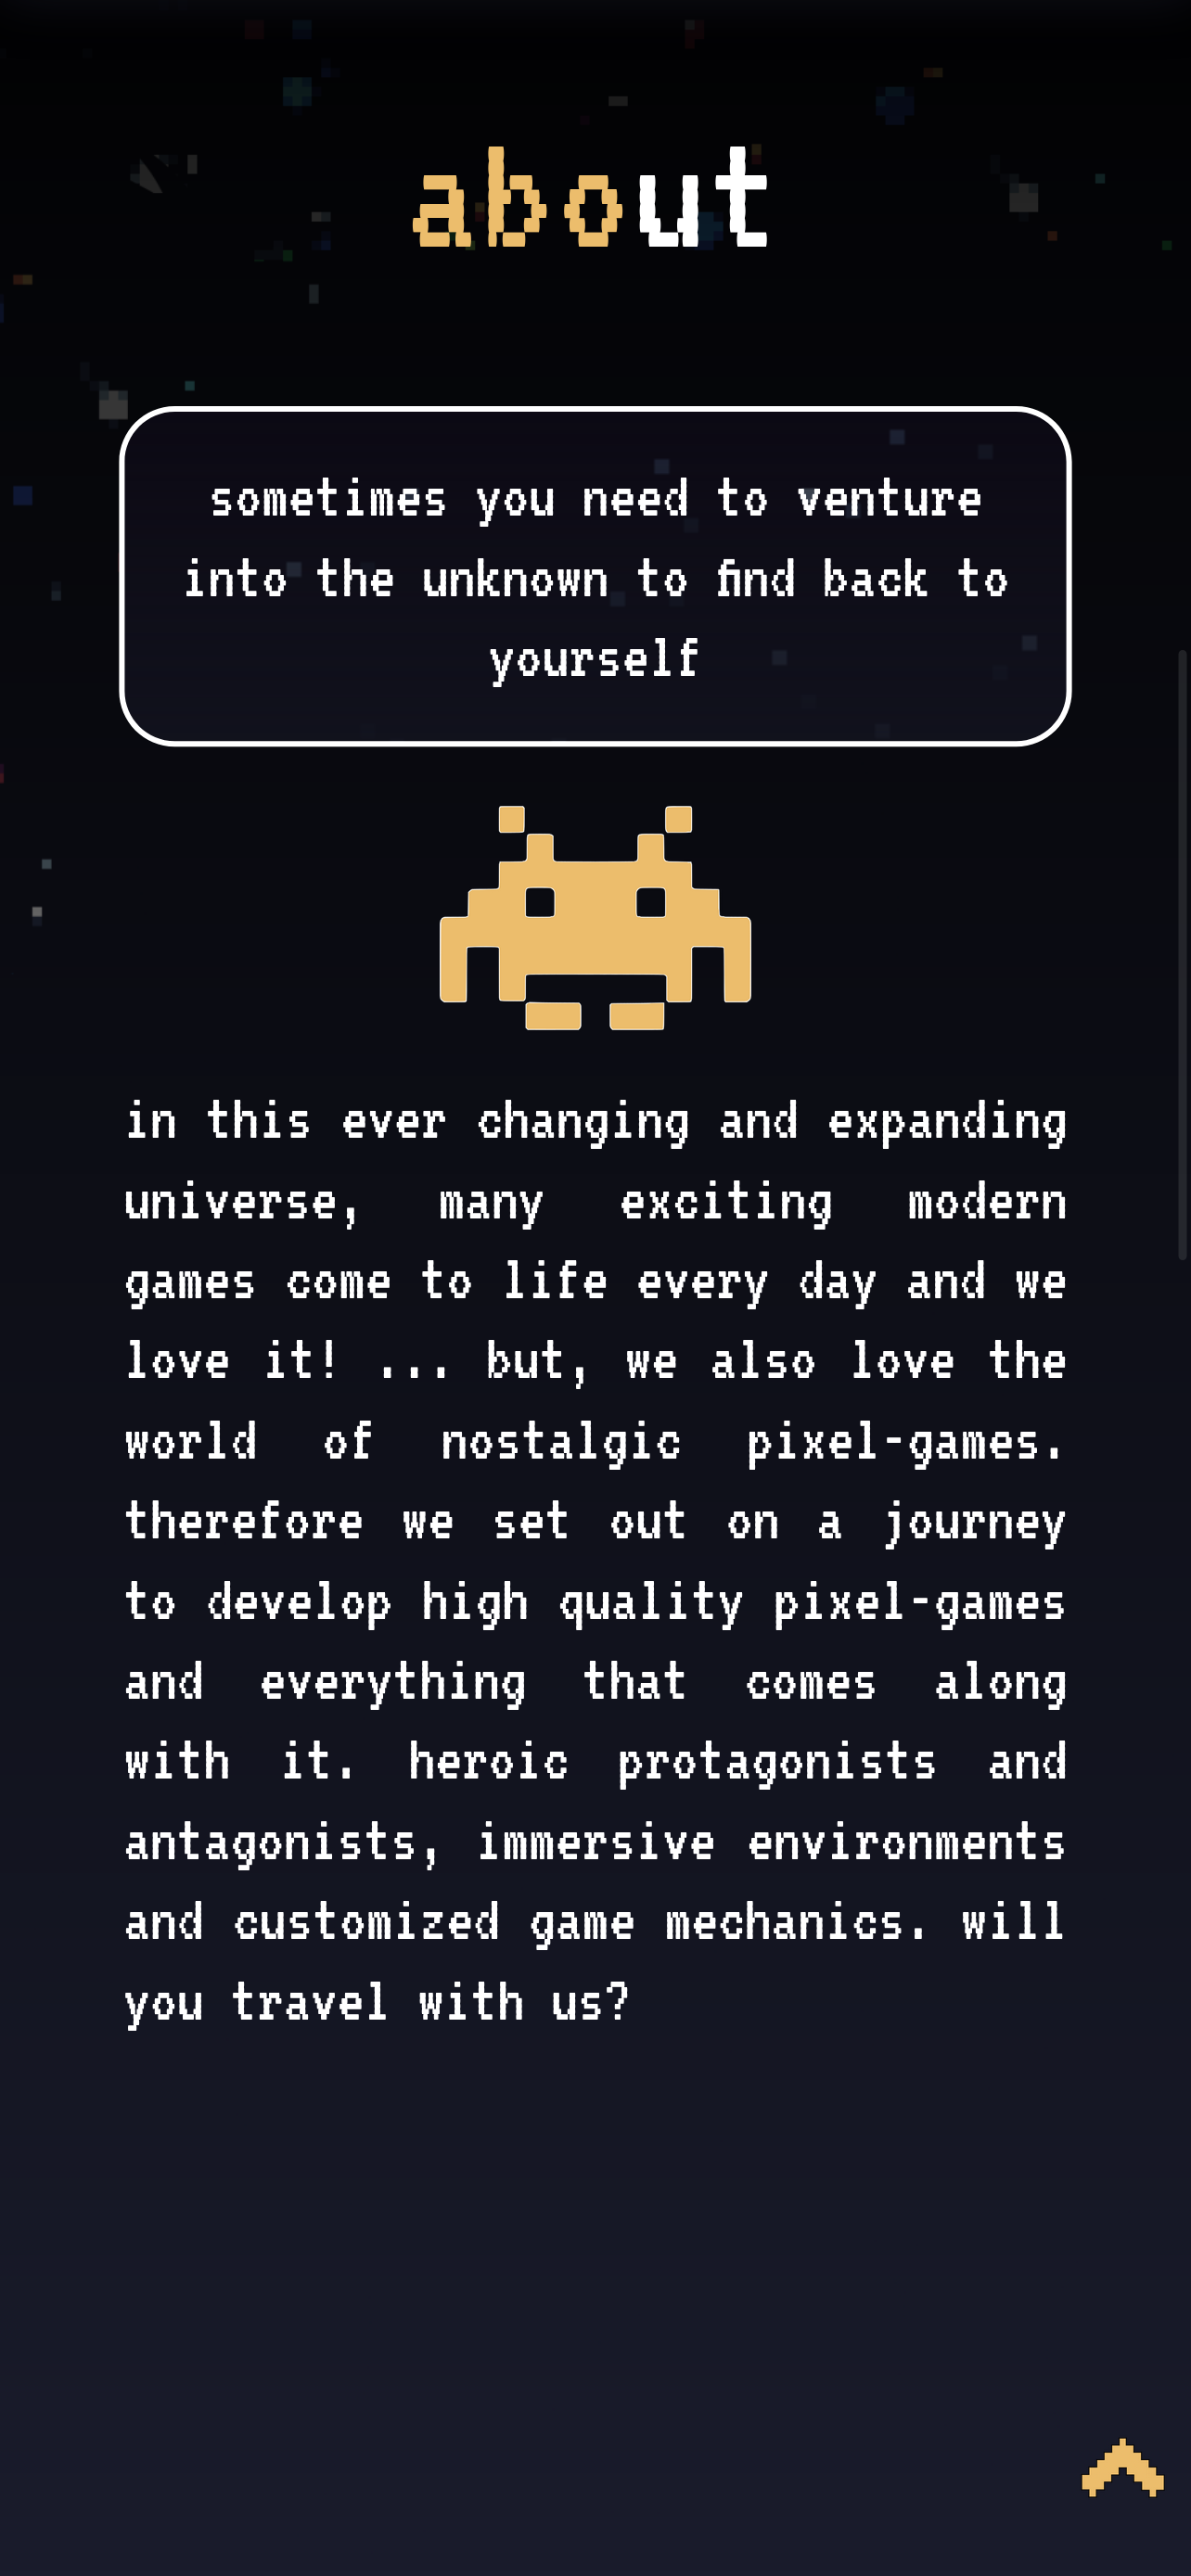 about
sometimes you need to venture
into the unknown to find back to
yourself
in this ever changing and expanding
universe, many exciting modern
games come to life every day and we
love it! ... but, we also love the
world of nostalgic pixel-games.
therefore we set out on a journey
to develop high quality pixel-games
and everything that comes along
with it. heroic protagonists and
antagonists, immersive environments
and customized game mechanics. will
you travel with us?